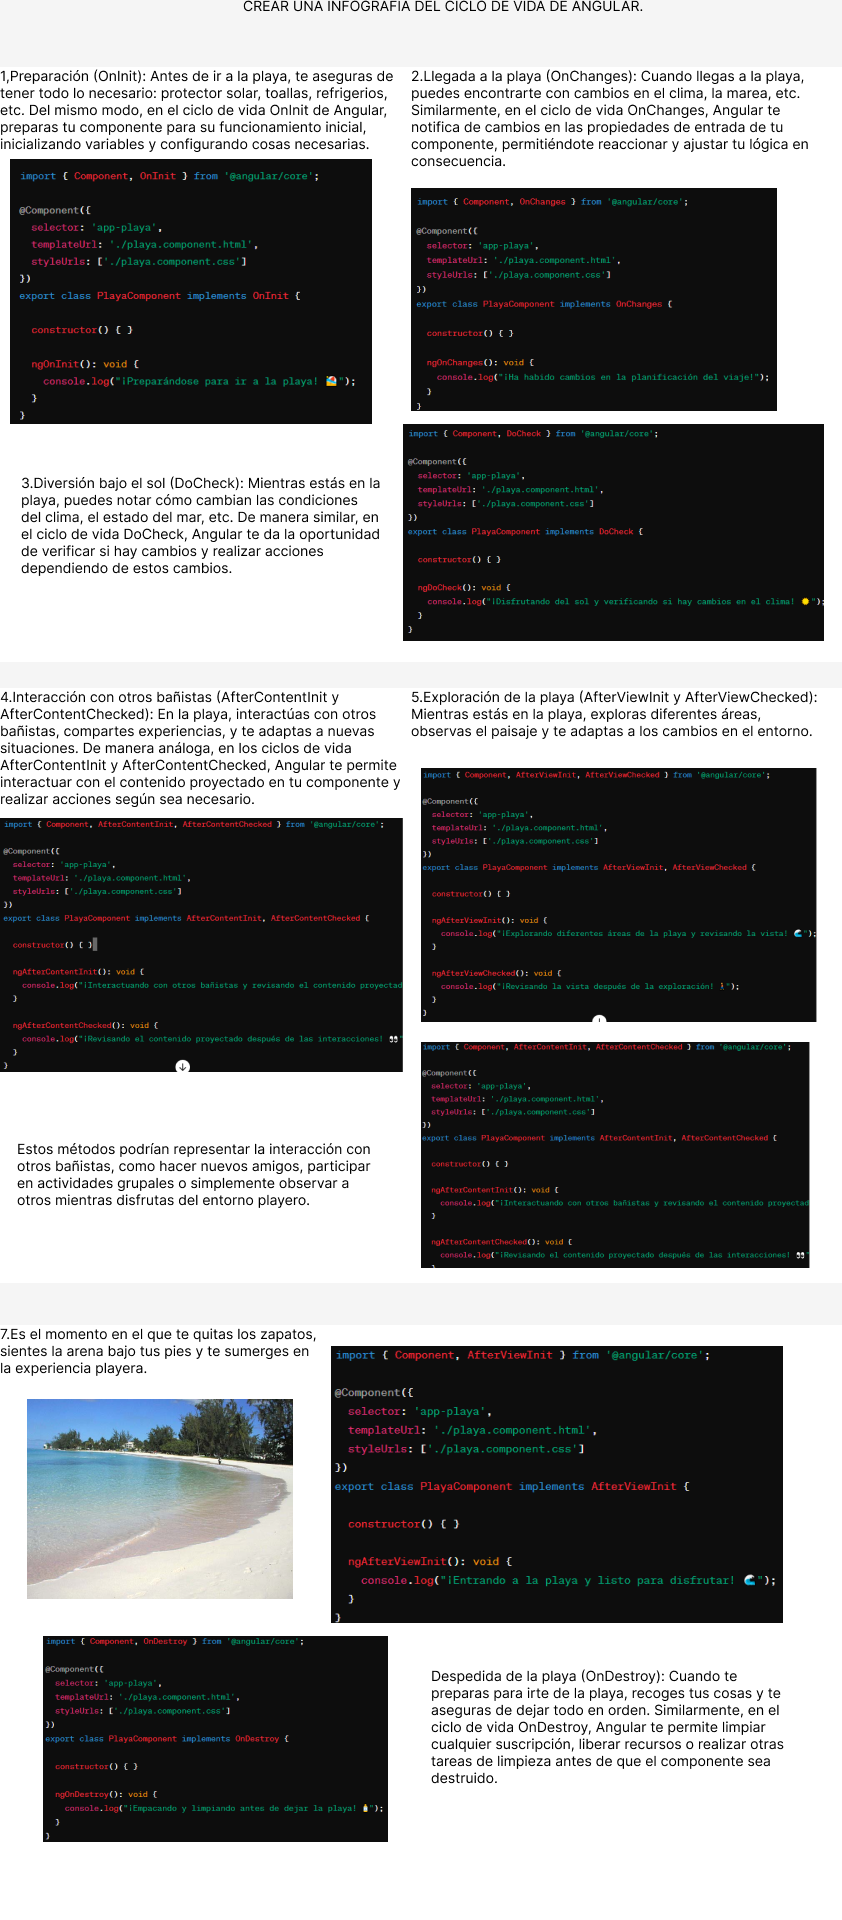 CREAR UNA INFOGRAFIA DEL CICLO DE VIDA DE ANGULAR.
1,Preparación (OnInit): Antes de ir a la playa, te aseguras de
tener todo lo necesario: protector solar, toallas, refrigerios,
etc. Del mismo modo, en el ciclo de vida OnInit de Angular,
preparas tu componente para su funcionamiento inicial,
inicializando variables y configurando cosas necesarias.
import { Component, OnInit } from '@angular/core';
@Component({
selector: 'app-playa',
templateUrl: './playa.component.html',
styleUrls: ['./playa.component.css']
})
export class PlayaComponent implements OnInit {
constructor() { }
ngOnInit(): void {
console.log("¡Preparándose para ir a la playa! 🏖️");
}
}
2.Llegada a la playa (OnChanges): Cuando llegas a la playa,
puedes encontrarte con cambios en el clima, la marea, etc.
Similarmente, en el ciclo de vida OnChanges, Angular te
notifica de cambios en las propiedades de entrada de tu
componente, permitiéndote reaccionar y ajustar tu lógica en
consecuencia.
import { Component, OnChanges } from '@angular/core';
@Component({
selector: 'app-playa',
templateUrl: './playa.component.html',
styleUrls: ['./playa.component.css']
})
export class PlayaComponent implements OnChanges {
constructor() { }
ngOnChanges(): void {
console.log("¡Ha habido cambios en la planificación del viaje!");
}
}
3.Diversión bajo el sol (DoCheck): Mientras estás en la
playa, puedes notar cómo cambian las condiciones
del clima, el estado del mar, etc. De manera similar, en
el ciclo de vida DoCheck, Angular te da la oportunidad
de verificar si hay cambios y realizar acciones
dependiendo de estos cambios.
import { Component, DoCheck } from '@angular/core';
@Component({
selector: 'app-playa',
templateUrl: './playa.component.html',
styleUrls: ['./playa.component.css']
})
export class PlayaComponent implements DoCheck {
constructor() { }
ngDoCheck(): void {
console.log("¡Disfrutando del sol y verificando si hay cambios en el clima! ☀️");
}
}
4.Interacción con otros bañistas (AfterContentInit y
AfterContentChecked): En la playa, interactúas con otros
bañistas, compartes experiencias, y te adaptas a nuevas
situaciones. De manera análoga, en los ciclos de vida
AfterContentInit y AfterContentChecked, Angular te permite
interactuar con el contenido proyectado en tu componente y
realizar acciones según sea necesario.
import { Component, AfterContentInit, AfterContentChecked } from '@angular/core';
@Component({
selector: 'app-playa',
templateUrl: './playa.component.html',
styleUrls: ['./playa.component.css']
})
export class PlayaComponent implements AfterContentInit, AfterContentChecked {
constructor() { }
ngAfterContentInit(): void {
console.log("¡Interactuando con otros bañistas y revisando el contenido proyectad
}
ngAfterContentChecked(): void {
console.log("¡Revisando el contenido proyectado después de las interacciones! 👀"
}
}
5.Exploración de la playa (AfterViewInit y AfterViewChecked):
Mientras estás en la playa, exploras diferentes áreas,
observas el paisaje y te adaptas a los cambios en el entorno.
import { Component, AfterViewInit, AfterViewChecked } from '@angular/core';
@Component({
selector: 'app-playa',
templateUrl: './playa.component.html',
styleUrls: ['./playa.component.css']
})
export class PlayaComponent implements AfterViewInit, AfterViewChecked {
constructor() { }
ngAfterViewInit(): void {
console.log("¡Explorando diferentes áreas de la playa y revisando la vista! 🌊");
}
ngAfterViewChecked(): void {
console.log("¡Revisando la vista después de la exploración! 🚶");
}
}
Estos métodos podrían representar la interacción con
otros bañistas, como hacer nuevos amigos, participar
en actividades grupales o simplemente observar a
otros mientras disfrutas del entorno playero.
import { Component, AfterContentInit, AfterContentChecked } from '@angular/core';
@Component({
selector: 'app-playa',
templateUrl: './playa.component.html',
styleUrls: ['./playa.component.css']
})
export class PlayaComponent implements AfterContentInit, AfterContentChecked {
constructor() { }
ngAfterContentInit(): void {
console.log("¡Interactuando con otros bañistas y revisando el contenido proyectad
}
ngAfterContentChecked(): void {
console.log("¡Revisando el contenido proyectado después de las interacciones! 👀"
7.Es el momento en el que te quitas los zapatos,
sientes la arena bajo tus pies y te sumerges en
la experiencia playera.
import { Component, AfterViewInit } from '@angular/core';
@Component({
selector: 'app-playa',
templateUrl: './playa.component.html',
styleUrls: ['./playa.component.css']
})
export class PlayaComponent implements AfterViewInit {
constructor() { }
ngAfterViewInit(): void {
console.log("¡Entrando a la playa y listo para disfrutar! 🌊");
}
}
import { Component, OnDestroy } from '@angular/core';
@Component({
selector: 'app-playa',
templateUrl: './playa.component.html',
styleUrls: ['./playa.component.css']
})
export class PlayaComponent implements OnDestroy {
constructor() { }
ngOnDestroy(): void {
console.log("¡Empacando y limpiando antes de dejar la playa! 🧴");
}
}
Despedida de la playa (OnDestroy): Cuando te
preparas para irte de la playa, recoges tus cosas y te
aseguras de dejar todo en orden. Similarmente, en el
ciclo de vida OnDestroy, Angular te permite limpiar
cualquier suscripción, liberar recursos o realizar otras
tareas de limpieza antes de que el componente sea
destruido.